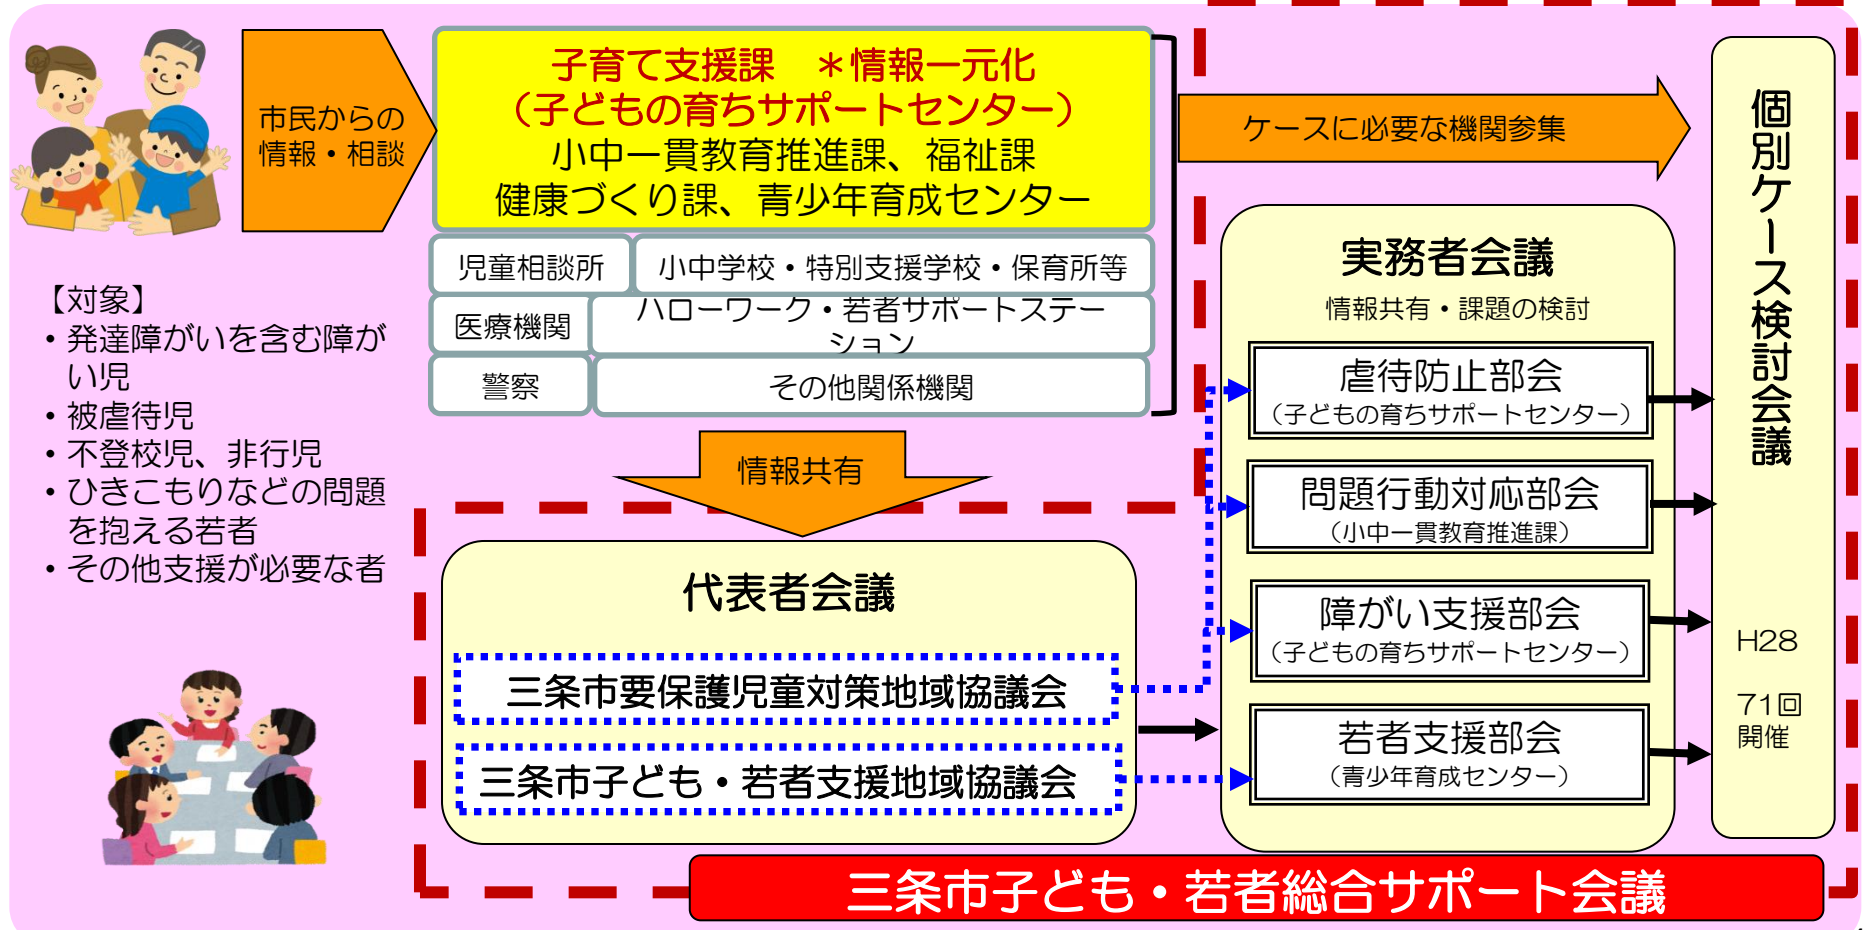 市民からの
情報・相談
子育て支援課　＊情報一元化
（子どもの育ちサポートセンター）
小中一貫教育推進課、福祉課
健康づくり課、青少年育成センター
児童相談所
小中学校・特別支援学校・保育所等
医療機関
ハローワーク・若者サポートステー
ション
警察
その他関係機関
ケースに必要な機関参集
【対象】
・発達障がいを含む障が
い児
・被虐待児
・不登校児、非行児
・ひきこもりなどの問題
を抱える若者
・その他支援が必要な者
情報共有
代表者会議
三条市要保護児童対策地域協議会
三条市子ども・若者支援地域協議会
実務者会議
情報共有・課題の検討
虐待防止部会
（子どもの育ちサポートセンター）
問題行動対応部会
（小中一貫教育推進課）
障がい支援部会
（子どもの育ちサポートセンター）
若者支援部会
（青少年育成センター）
個別ケース検討会議
H28
71回
開催
三条市子ども・若者総合サポート会議